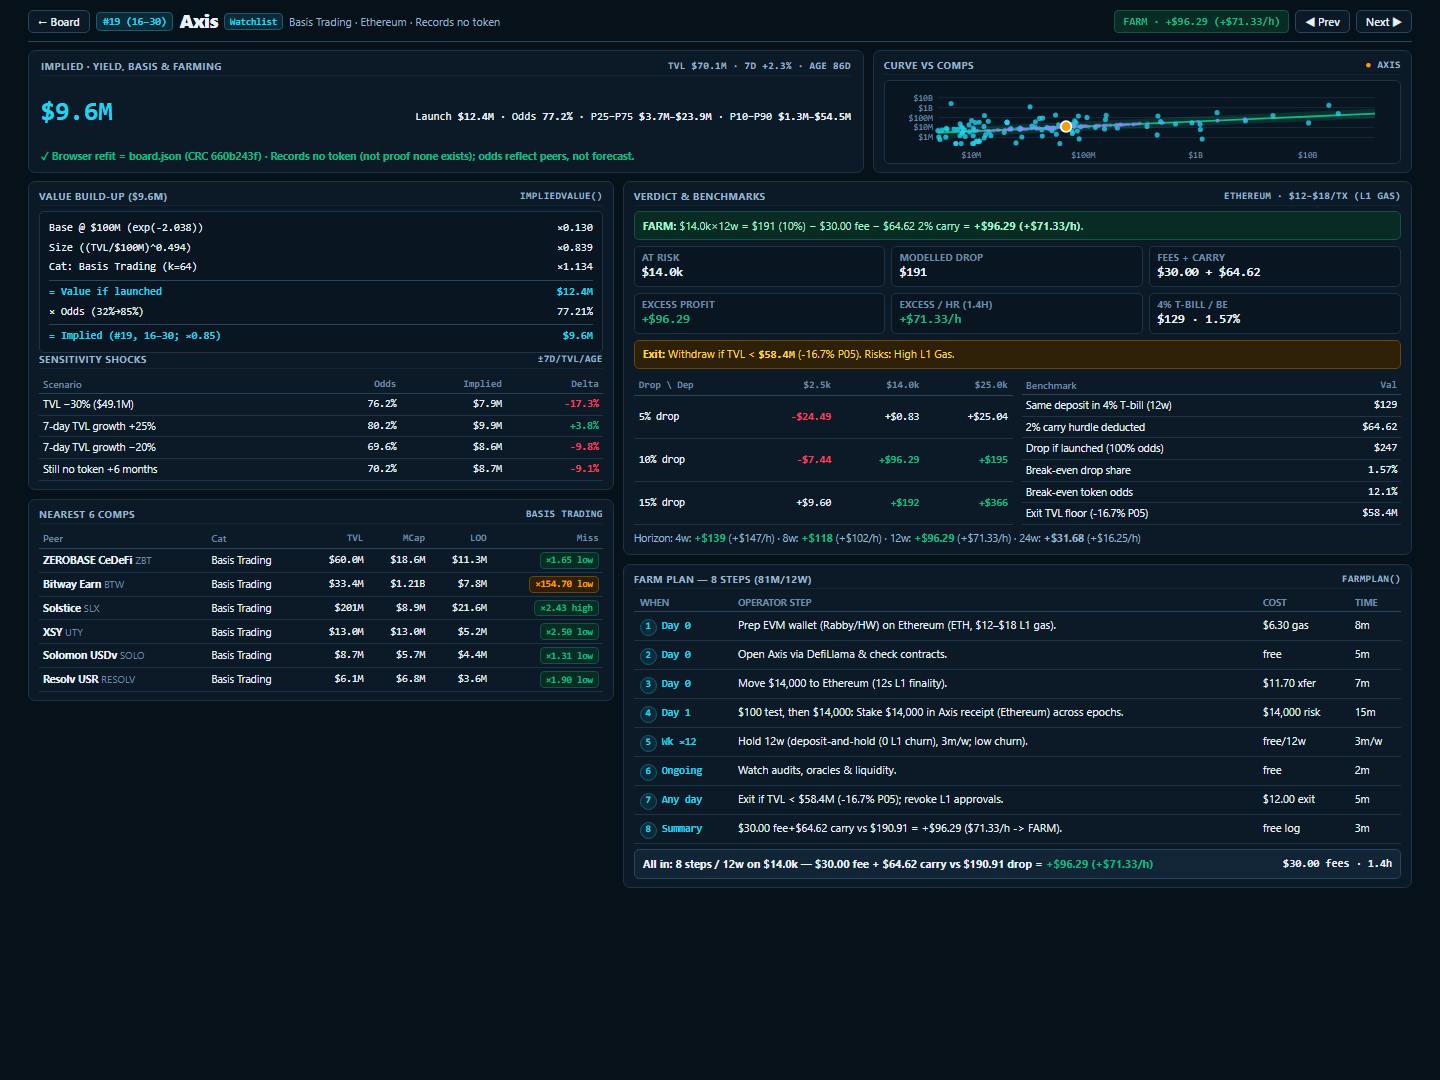 ← Board #19 (16–30) Axis Watchlist Basis Trading · Ethereum · Records no token FARM · +$96.29 (+$71.33/h) ◀ Prev Next ▶
IMPLIED · YIELD, BASIS & FARMING TVL $70.1M · 7D +2.3% · AGE 86D
$9.6M
Launch $12.4M · Odds 77.2% · P25–P75 $3.7M–$23.9M · P10–P90 $1.3M–$54.5M
✓ Browser refit = board.json (CRC 660b243f) · Records no token (not proof none exists); odds reflect peers, not forecast.
CURVE VS COMPS ● AXIS
$10B
$1B
$100M
$10M
$1M
$10M $100M $1B $10B
VALUE BUILD-UP ($9.6M) IMPLIEDVALUE()
Base @ $100M (exp(-2.038)) ×0.130
Size ((TVL/$100M)^0.494) ×0.839
Cat: Basis Trading (k=64) ×1.134
= Value if launched $12.4M
× Odds (32%→85%) 77.21%
= Implied (#19, 16–30; ×0.85) $9.6M
SENSITIVITY SHOCKS ±7D/TVL/AGE
Scenario Odds Implied Delta
TVL −30% ($49.1M) 76.2% $7.9M -17.3%
7-day TVL growth +25% 80.2% $9.9M +3.8%
7-day TVL growth −20% 69.6% $8.6M -9.8%
Still no token +6 months 70.2% $8.7M -9.1%
NEAREST 6 COMPS BASIS TRADING
Peer Cat TVL MCap LOO Miss
ZEROBASE CeDeFi ZBT Basis Trading $60.0M $18.6M $11.3M ×1.65 low
Bitway Earn BTW Basis Trading $33.4M $1.21B $7.8M ×154.70 low
Solstice SLX Basis Trading $201M $8.9M $21.6M ×2.43 high
XSY UTY Basis Trading $13.0M $13.0M $5.2M ×2.50 low
Solomon USDv SOLO Basis Trading $8.7M $5.7M $4.4M ×1.31 low
Resolv USR RESOLV Basis Trading $6.1M $6.8M $3.6M ×1.90 low
VERDICT & BENCHMARKS ETHEREUM · $12–$18/TX (L1 GAS)
FARM: $14.0k×12w = $191 (10%) − $30.00 fee − $64.62 2% carry = +$96.29 (+$71.33/h).
AT RISK
$14.0k
MODELLED DROP
$191
FEES + CARRY
$30.00 + $64.62
EXCESS PROFIT
+$96.29
EXCESS / HR (1.4H)
+$71.33/h
4% T-BILL / BE
$129 · 1.57%
Exit: Withdraw if TVL < $58.4M (-16.7% P05). Risks: High L1 Gas.
Drop \ Dep $2.5k $14.0k $25.0k
5% drop -$24.49 +$0.83 +$25.04
10% drop -$7.44 +$96.29 +$195
15% drop +$9.60 +$192 +$366
Benchmark Val
Same deposit in 4% T-bill (12w) $129
2% carry hurdle deducted $64.62
Drop if launched (100% odds) $247
Break-even drop share 1.57%
Break-even token odds 12.1%
Exit TVL floor (-16.7% P05) $58.4M
Horizon: 4w: +$139 (+$147/h) · 8w: +$118 (+$102/h) · 12w: +$96.29 (+$71.33/h) · 24w: +$31.68 (+$16.25/h)
FARM PLAN — 8 STEPS (81M/12W) FARMPLAN()
WHEN OPERATOR STEP COST TIME
1 Day 0 Prep EVM wallet (Rabby/HW) on Ethereum (ETH, $12–$18 L1 gas). $6.30 gas 8m
2 Day 0 Open Axis via DefiLlama & check contracts. free 5m
3 Day 0 Move $14,000 to Ethereum (12s L1 finality). $11.70 xfer 7m
4 Day 1 $100 test, then $14,000: Stake $14,000 in Axis receipt (Ethereum) across epochs. $14,000 risk 15m
5 Wk ×12 Hold 12w (deposit-and-hold (0 L1 churn), 3m/w; low churn). free/12w 3m/w
6 Ongoing Watch audits, oracles & liquidity. free 2m
7 Any day Exit if TVL < $58.4M (-16.7% P05); revoke L1 approvals. $12.00 exit 5m
8 Summary $30.00 fee+$64.62 carry vs $190.91 = +$96.29 ($71.33/h -> FARM). free log 3m
All in: 8 steps / 12w on $14.0k — $30.00 fee + $64.62 carry vs $190.91 drop = +$96.29 (+$71.33/h) $30.00 fees · 1.4h